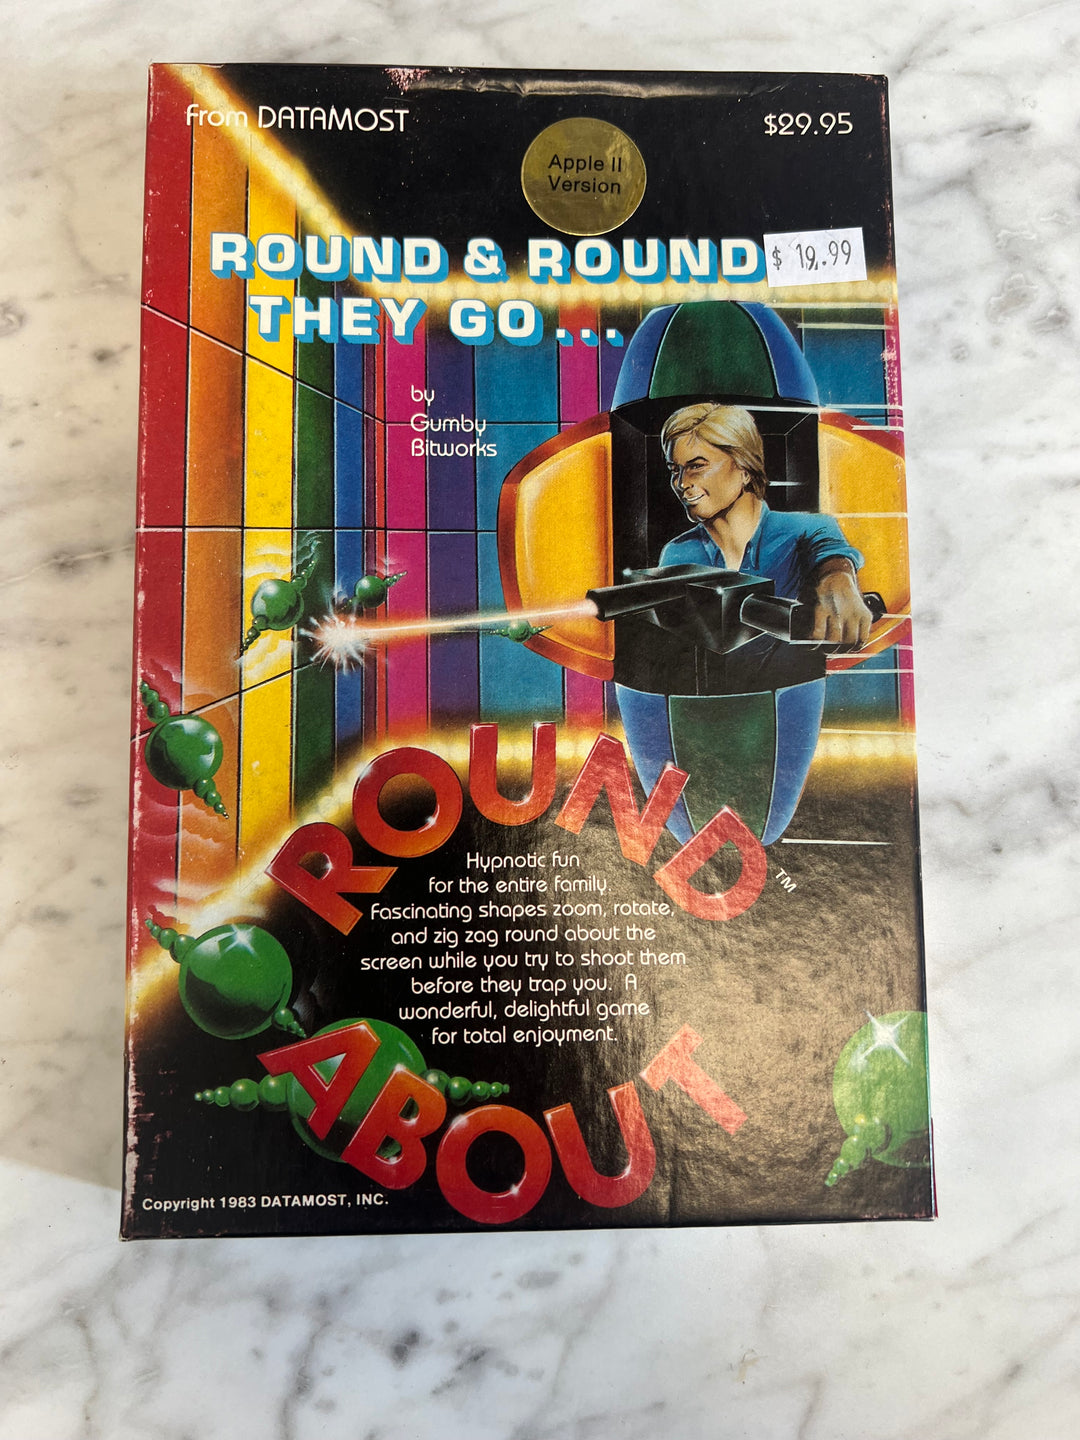 From DATAMOST
$29.95
Apple II
Version
ROUND & ROUND
$ 19.99
THEY GO...
by
Gumby
Bitworks
ROUND™
Hypnotic fun
for the entire family.
Fascinating shapes zoom, rotate,
and zig zag round about the
screen while you try to shoot them
before they trap you. A
wonderful, delightful game
for total enjoyment.
ABOUT
Copyright 1983 DATAMOST, INC.